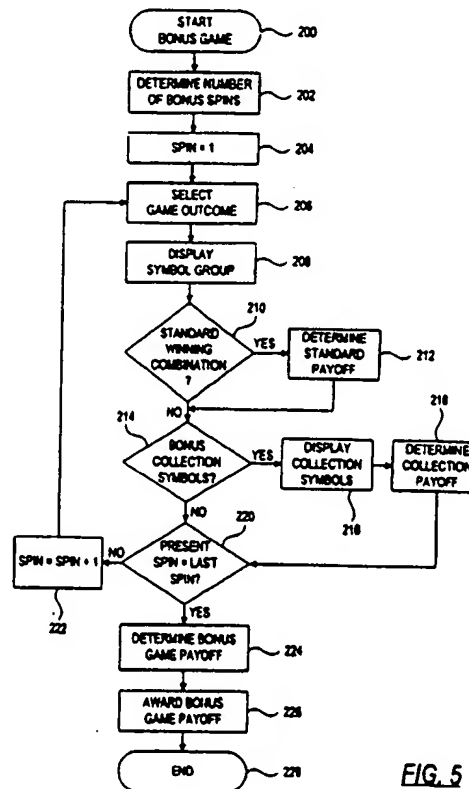 START
BONUS GAME
200
DETERMINE NUMBER
OF BONUS SPINS
202
SPIN = 1
204
SELECT
GAME OUTCOME
206
DISPLAY
SYMBOL GROUP
208
210
STANDARD
WINNING
COMBINATION
?
YES
DETERMINE
STANDARD
PAYOFF
212
NO
214
BONUS
COLLECTION
SYMBOLS?
YES
DISPLAY
COLLECTION
SYMBOLS
216
218
DETERMINE
COLLECTION
PAYOFF
NO
220
PRESENT
SPIN = LAST
SPIN?
NO
SPIN = SPIN + 1
222
YES
DETERMINE BONUS
GAME PAYOFF
224
AWARD BONUS
GAME PAYOFF
226
END
228
FIG. 5